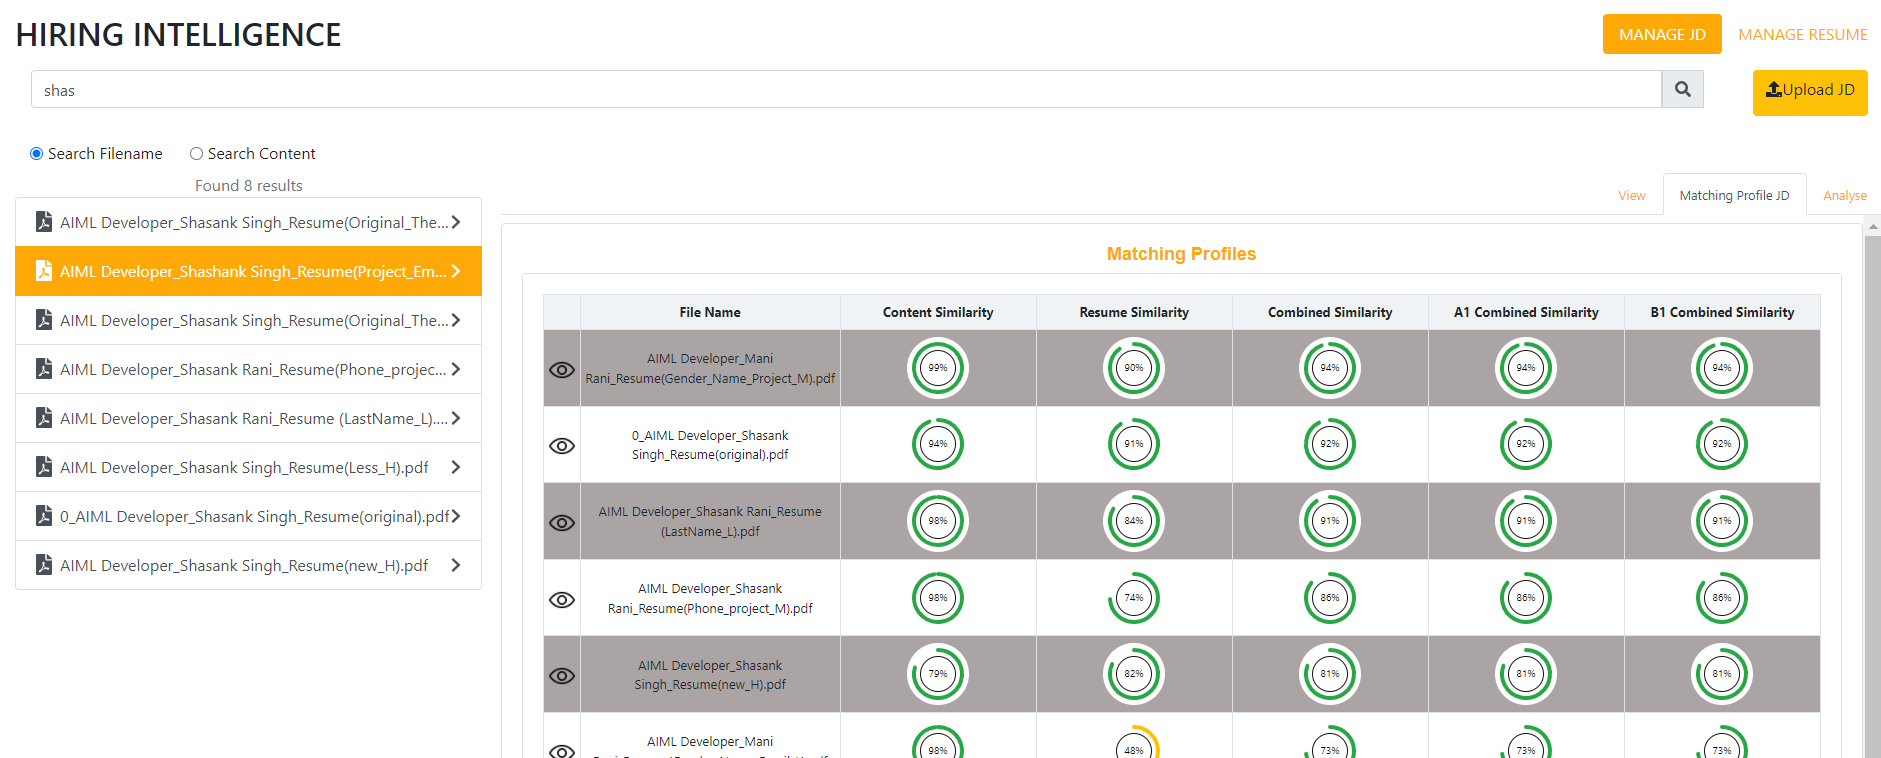 HIRING INTELLIGENCE
MANAGE JD
MANAGE RESUME
shas
Upload JD
Search Filename
Search Content
Found 8 results
AIML Developer_Shasank Singh_Resume(Original_The...
AIML Developer_Shashank Singh_Resume(Project_Em...
AIML Developer_Shasank Singh_Resume(Original_The...
AIML Developer_Shasank Rani_Resume(Phone_projec...
AIML Developer_Shasank Rani_Resume (LastName_L)....
AIML Developer_Shasank Singh_Resume(Less_H).pdf
0_AIML Developer_Shasank Singh_Resume(original).pdf
AIML Developer_Shasank Singh_Resume(new_H).pdf
View
Matching Profile JD
Analyse
Matching Profiles
File Name
Content Similarity
Resume Similarity
Combined Similarity
A1 Combined Similarity
B1 Combined Similarity
AIML Developer_Mani
Rani_Resume(Gender_Name_Project_M).pdf
99%
90%
94%
94%
94%
0_AIML Developer_Shasank
Singh_Resume(original).pdf
94%
91%
92%
92%
92%
AIML Developer_Shasank Rani_Resume
(LastName_L).pdf
98%
84%
91%
91%
91%
AIML Developer_Shasank
Rani_Resume(Phone_project_M).pdf
98%
74%
86%
86%
86%
AIML Developer_Shasank
Singh_Resume(new_H).pdf
79%
82%
81%
81%
81%
AIML Developer_Mani
98%
48%
73%
73%
73%